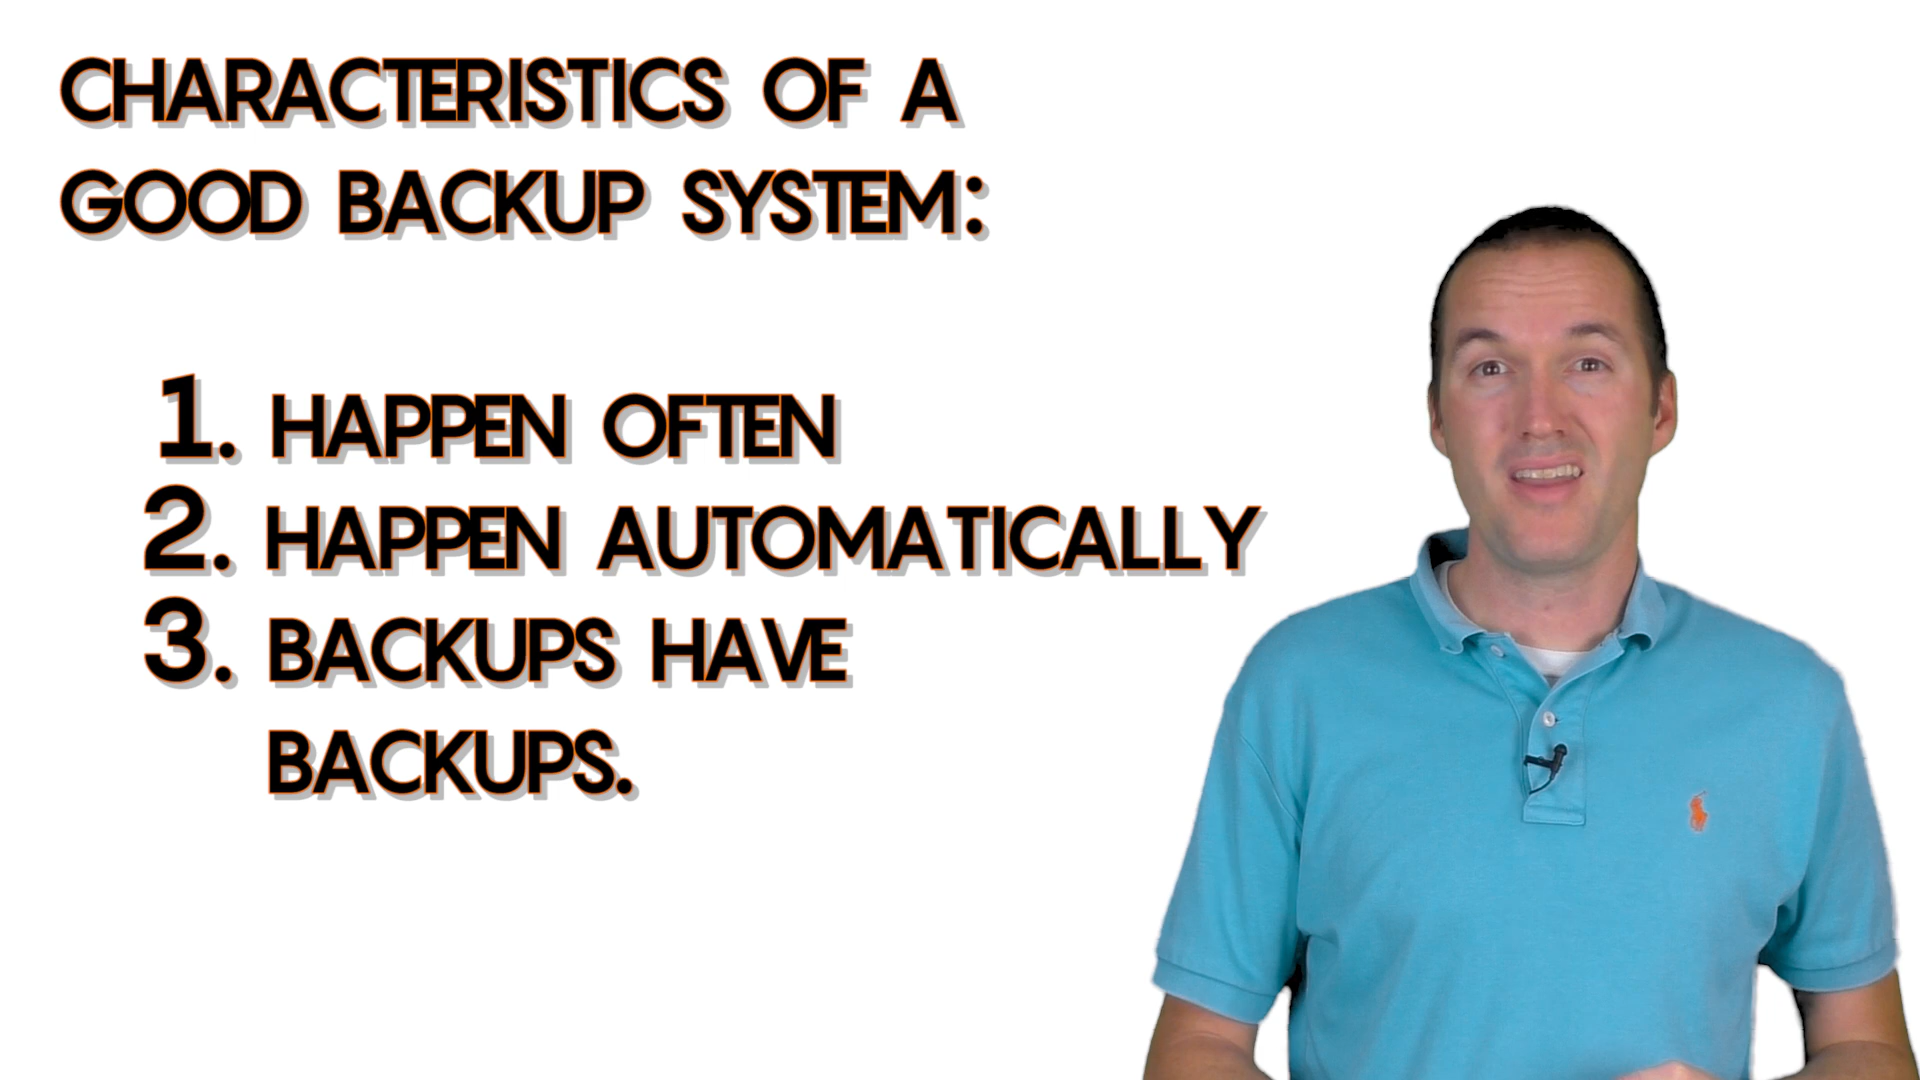 CHARACTERISTICS OF A
GOOD BACKUP SYSTEM:
1. HAPPEN OFTEN
2. HAPPEN AUTOMATICALLY
3. BACKUPS HAVE
BACKUPS.